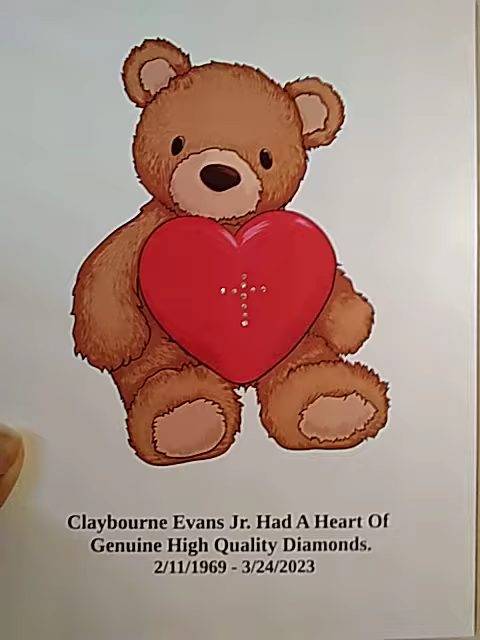 Claybourne Evans Jr. Had A Heart Of
Genuine High Quality Diamonds.
2/11/1969 - 3/24/2023